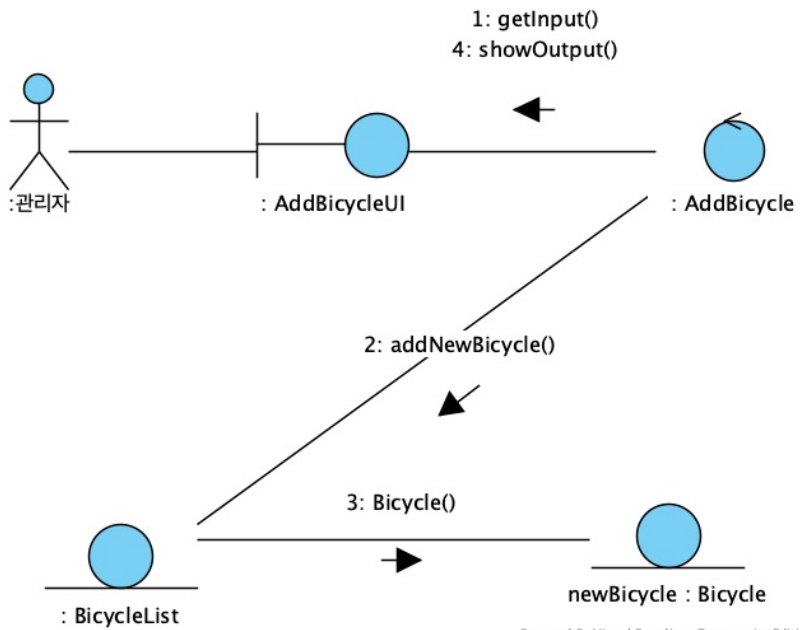 1: getInput()
4: showOutput()
:관리자
: AddBicycleUI
: AddBicycle
2: addNewBicycle()
3: Bicycle()
: BicycleList
newBicycle : Bicycle